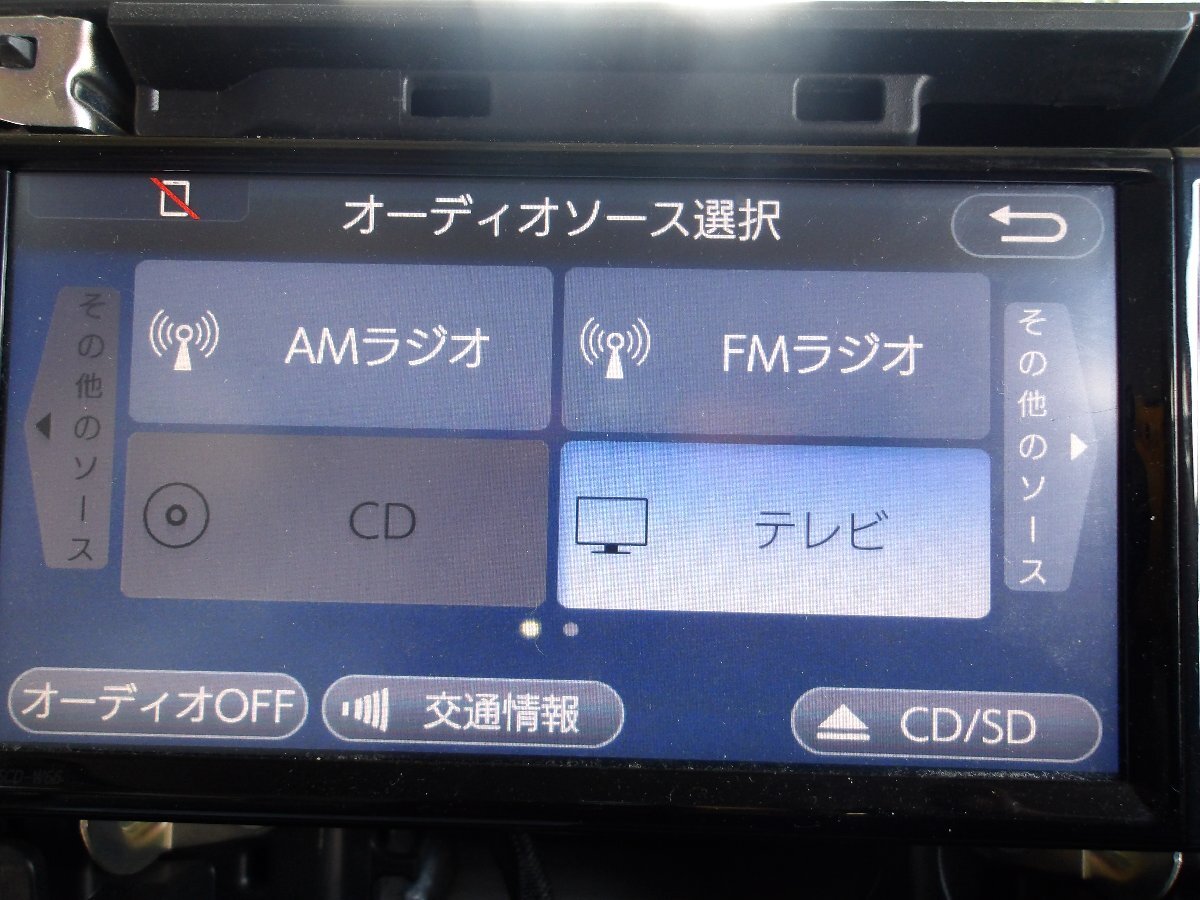 オーディオソース選択
その他のソース
AMラジオ
FMラジオ
その他のソース
CD
テレビ
オーディオOFF
交通情報
CD/SD